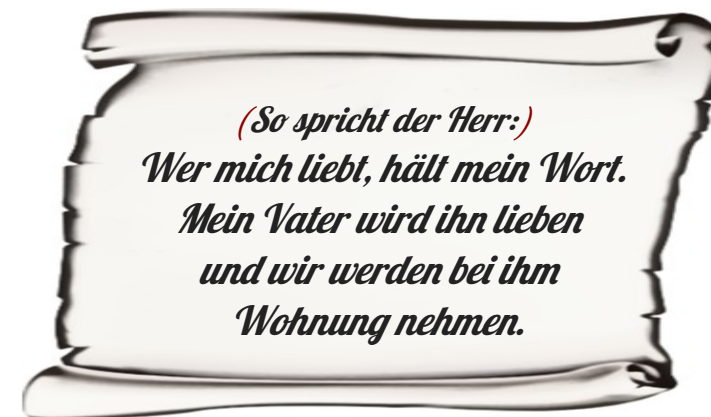 (So spricht der Herr:)
Wer mich liebt, hält mein Wort.
Mein Vater wird ihn lieben
und wir werden bei ihm
Wohnung nehmen.